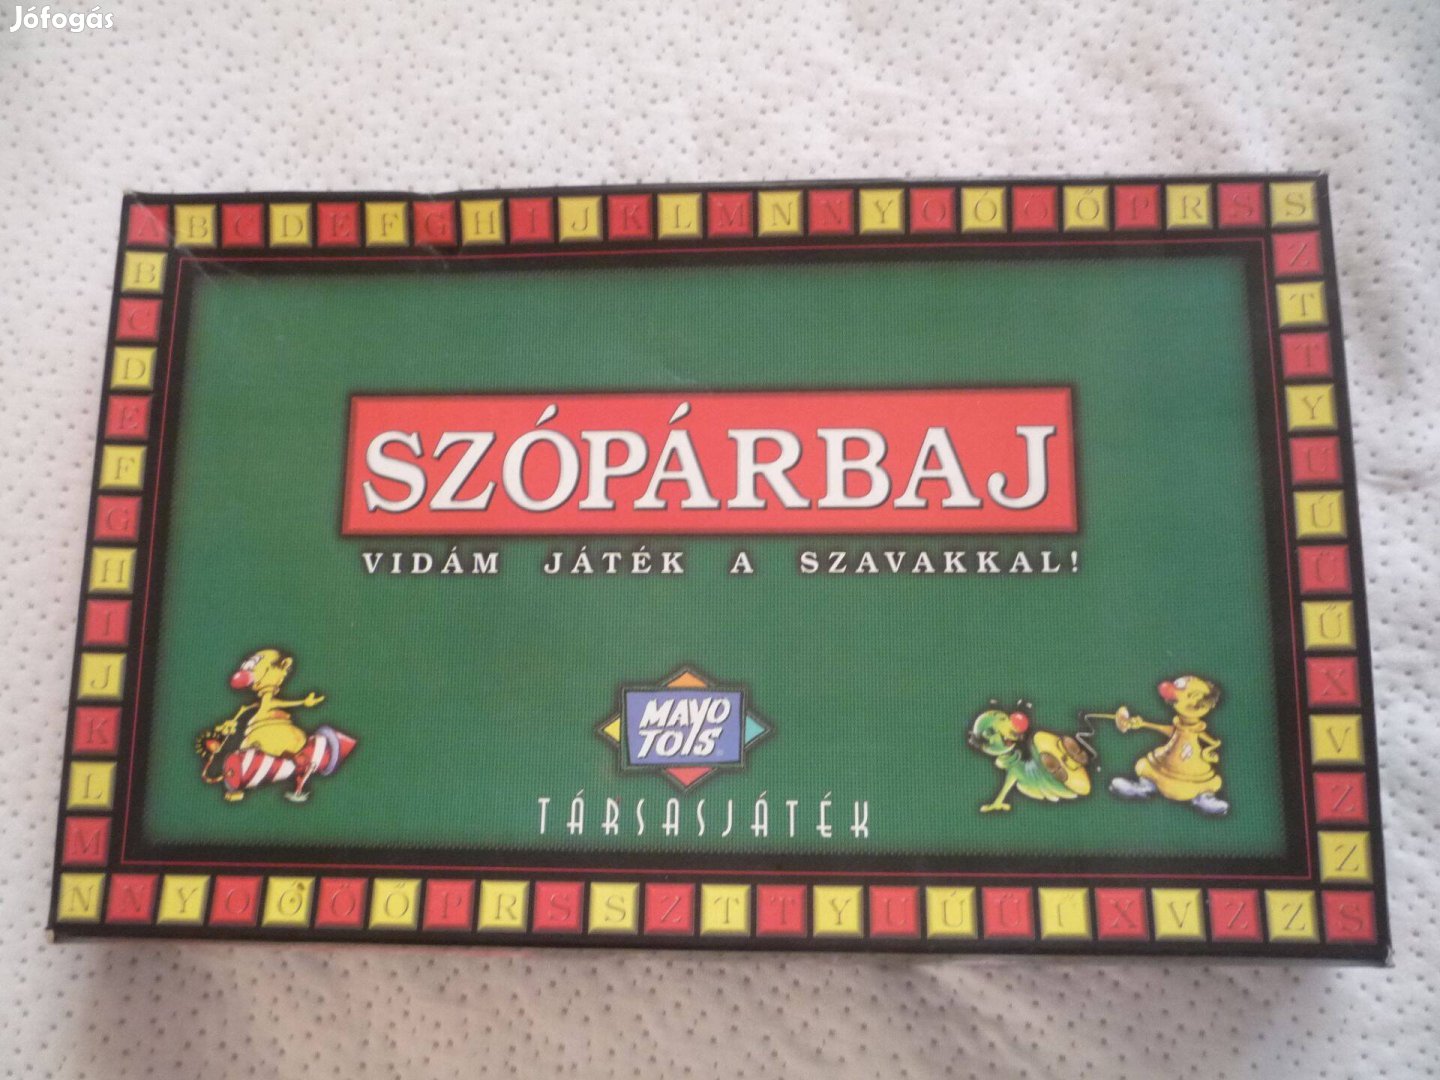 Jófogás
A B C D E F G H I J K L M N N Y O Ó Ö Ő P R S S
B Z
C T
D T
E Y
F U
G Ú
H Ü
I Ű
J X
K V
L Z
M Z
SZÓPÁRBAJ
VIDÁM JÁTÉK A SZAVAKKAL!
MAYO
TOYS
TÁRSASJÁTÉK
N N Y O Ó Ö Ő P R S S Z T T Y U Ú Ü Ű X V Z Z S